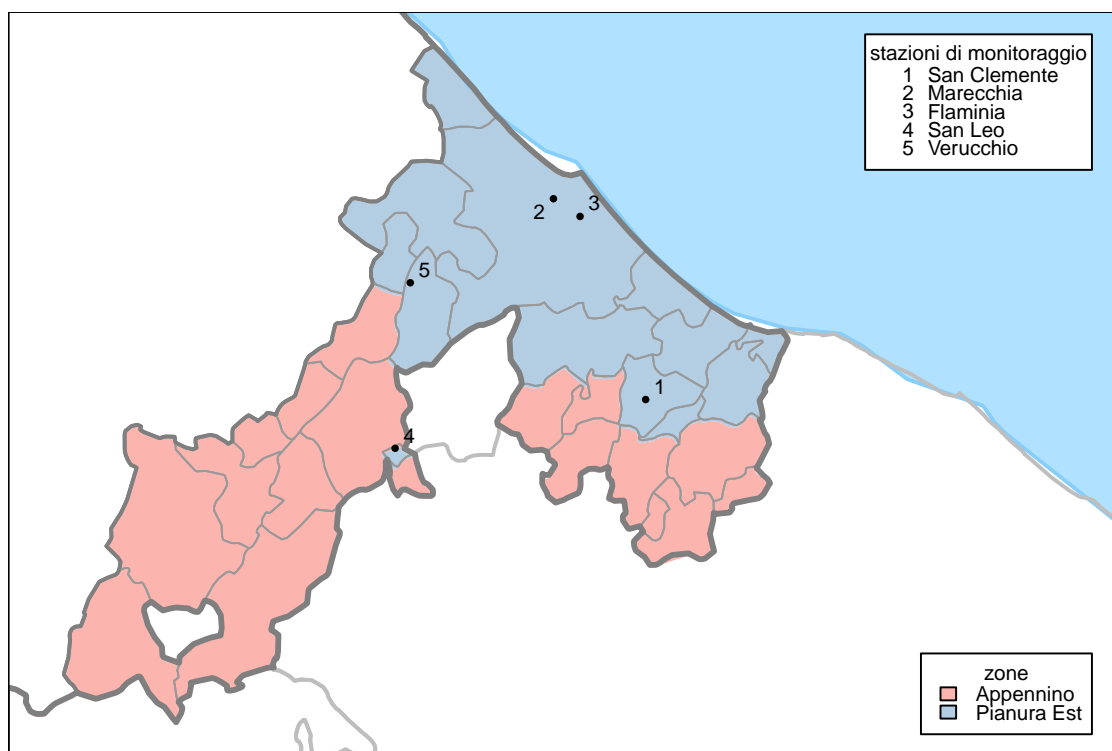 stazioni di monitoraggio
1 San Clemente
2 Marecchia
3 Flaminia
4 San Leo
5 Verucchio
2
3
5
1
4
zone
Appennino
Pianura Est